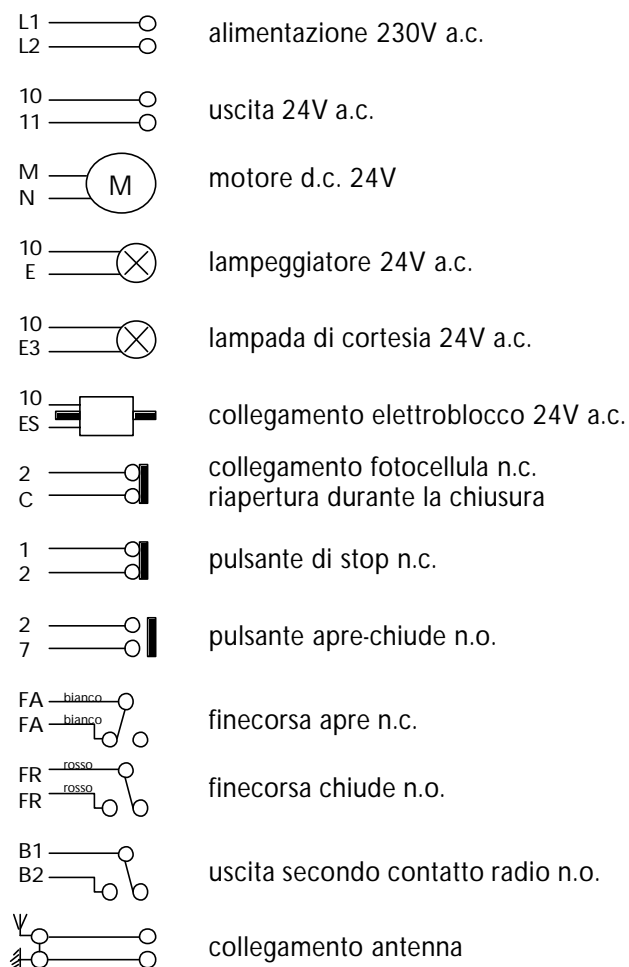 L1
L2
alimentazione 230V a.c.
10
11
uscita 24V a.c.
M
N
M
motore d.c. 24V
10
E
lampeggiatore 24V a.c.
10
E3
lampada di cortesia 24V a.c.
10
ES
collegamento elettroblocco 24V a.c.
2
C
collegamento fotocellula n.c.
riapertura durante la chiusura
1
2
pulsante di stop n.c.
2
7
pulsante apre-chiude n.o.
FA bianco
FA bianco
finecorsa apre n.c.
FR rosso
FR rosso
finecorsa chiude n.o.
B1
B2
uscita secondo contatto radio n.o.
collegamento antenna